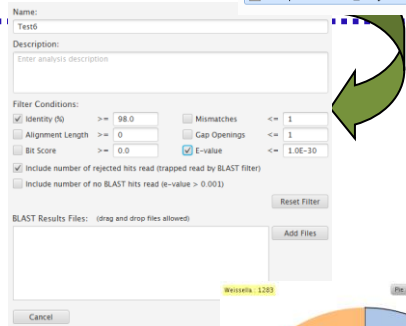 Name:
Test6
Description:
Enter analysis description
Filter Conditions:
Identity (%) >= 98.0 Mismatches <= 1
Alignment Length >= 0 Gap Openings <= 1
Bit Score >= 0.0 E-value <= 1.0E-30
Include number of rejected hits read (trapped read by BLAST filter)
Include number of no BLAST hits read (e-value > 0.001)
Reset Filter
BLAST Results Files: (drag and drop files allowed)
Add Files
Weissella : 1283
Pie
Cancel